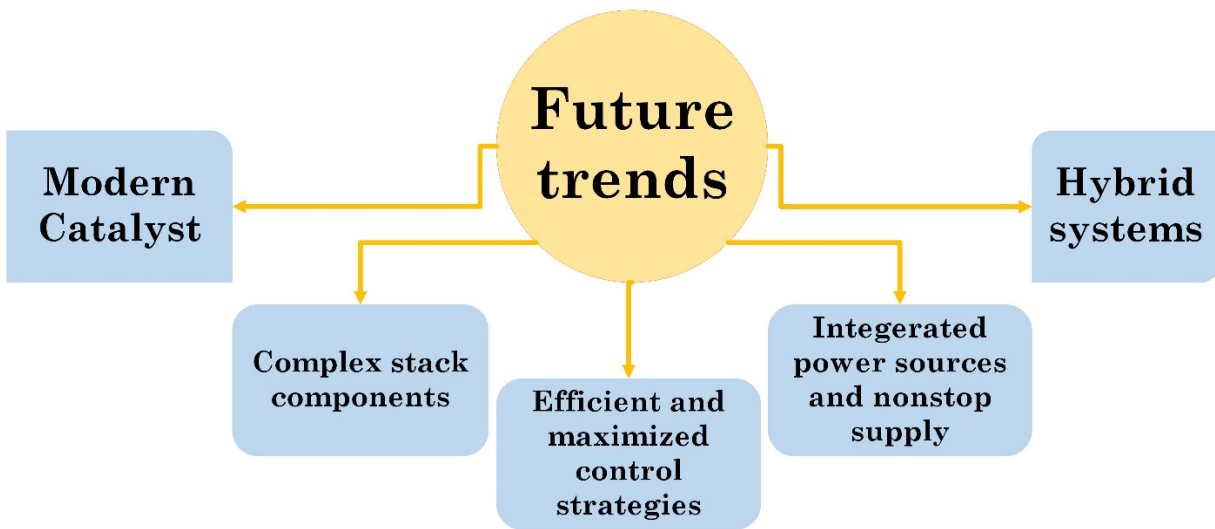 Future
trends
Modern
Catalyst
Hybrid
systems
Complex stack
components
Efficient and
maximized
control
strategies
Integerated
power sources
and nonstop
supply